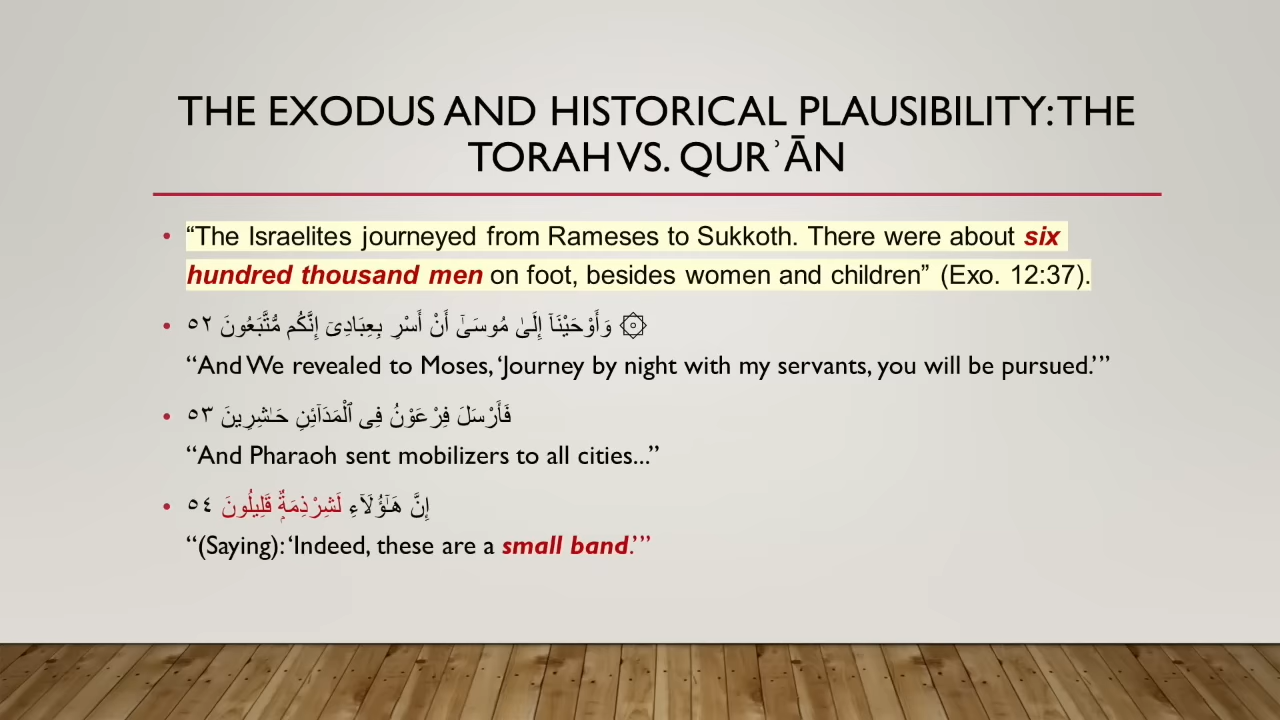 THE EXODUS AND HISTORICAL PLAUSIBILITY: THE
TORAH VS. QURʾĀN
• “The Israelites journeyed from Rameses to Sukkoth. There were about six
hundred thousand men on foot, besides women and children” (Exo. 12:37).
• ۞ وَأَوْحَيْنَآ إِلَىٰ مُوسَىٰٓ أَنْ أَسْرِ بِعِبَادِىٓ إِنَّكُم مُّتَّبَعُونَ ٥٢
“And We revealed to Moses, ‘Journey by night with my servants, you will be pursued.’”
• فَأَرْسَلَ فِرْعَوْنُ فِى ٱلْمَدَآئِنِ حَـٰشِرِينَ ٥٣
“And Pharaoh sent mobilizers to all cities...”
• إِنَّ هَـٰٓؤُلَآءِ لَشِرْذِمَةٌۭ قَلِيلُونَ ٥٤
“(Saying): ‘Indeed, these are a small band.’”